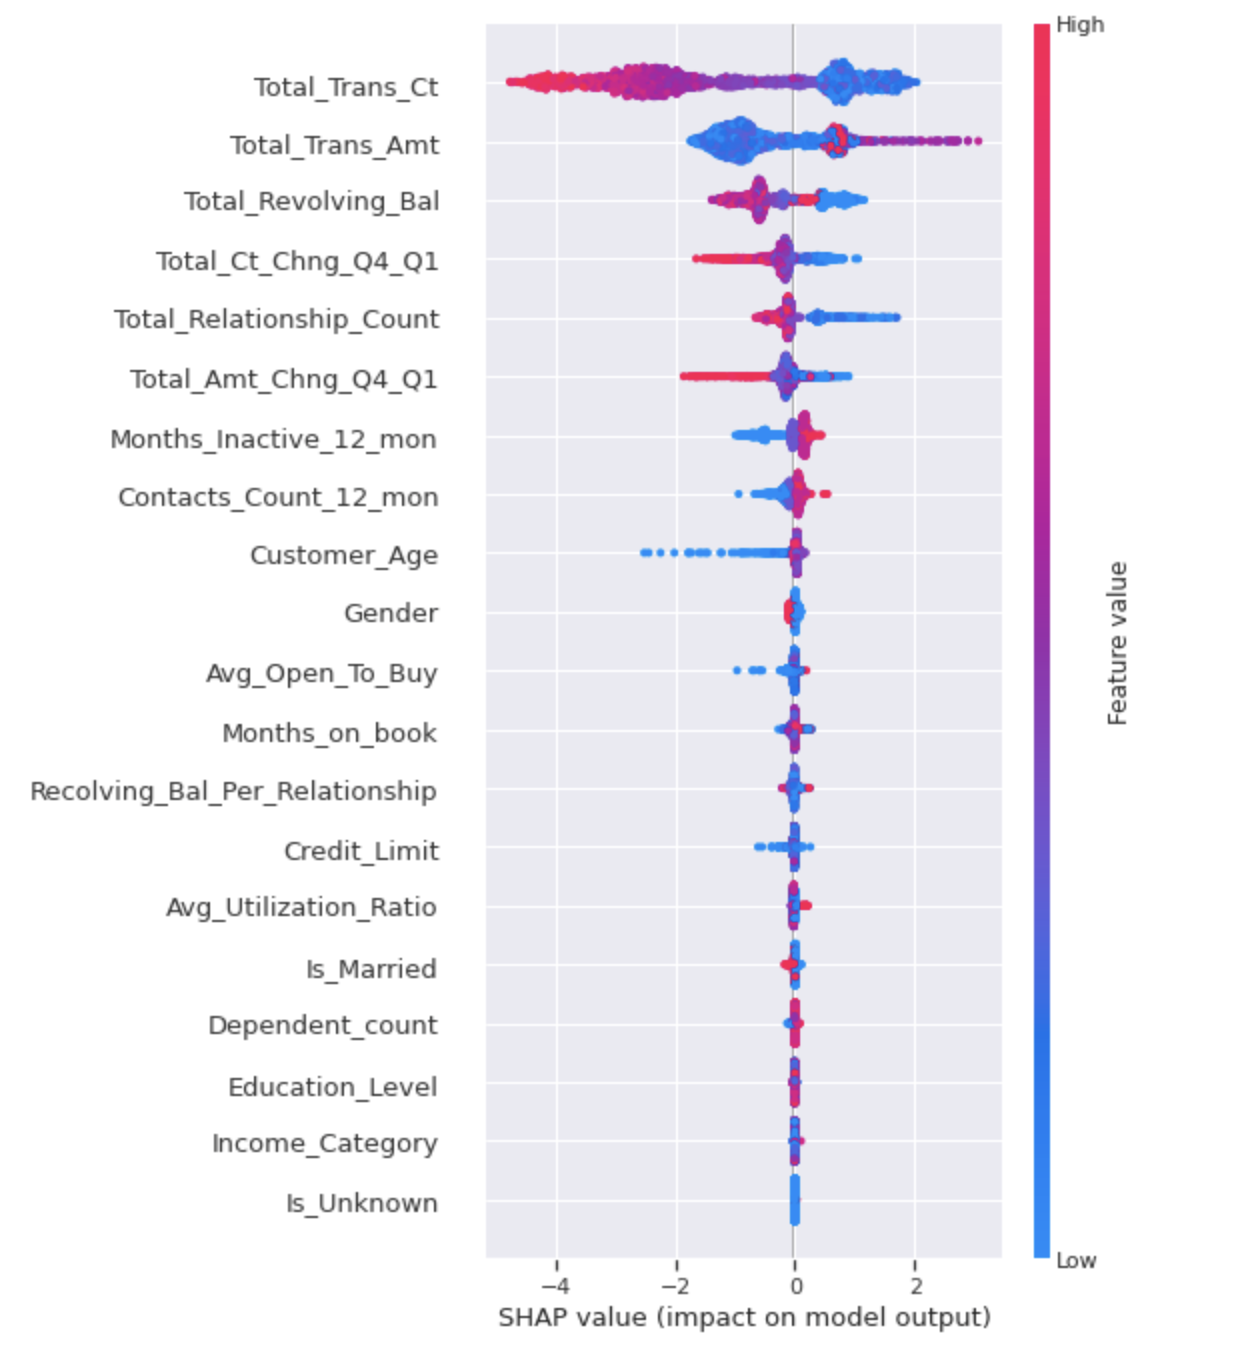 High
Total_Trans_Ct
Total_Trans_Amt
Total_Revolving_Bal
Total_Ct_Chng_Q4_Q1
Total_Relationship_Count
Total_Amt_Chng_Q4_Q1
Months_Inactive_12_mon
Contacts_Count_12_mon
Customer_Age
Gender
Avg_Open_To_Buy
Months_on_book
Recolving_Bal_Per_Relationship
Credit_Limit
Avg_Utilization_Ratio
Is_Married
Dependent_count
Education_Level
Income_Category
Is_Unknown
Feature value
Low
−4 −2 0 2
SHAP value (impact on model output)